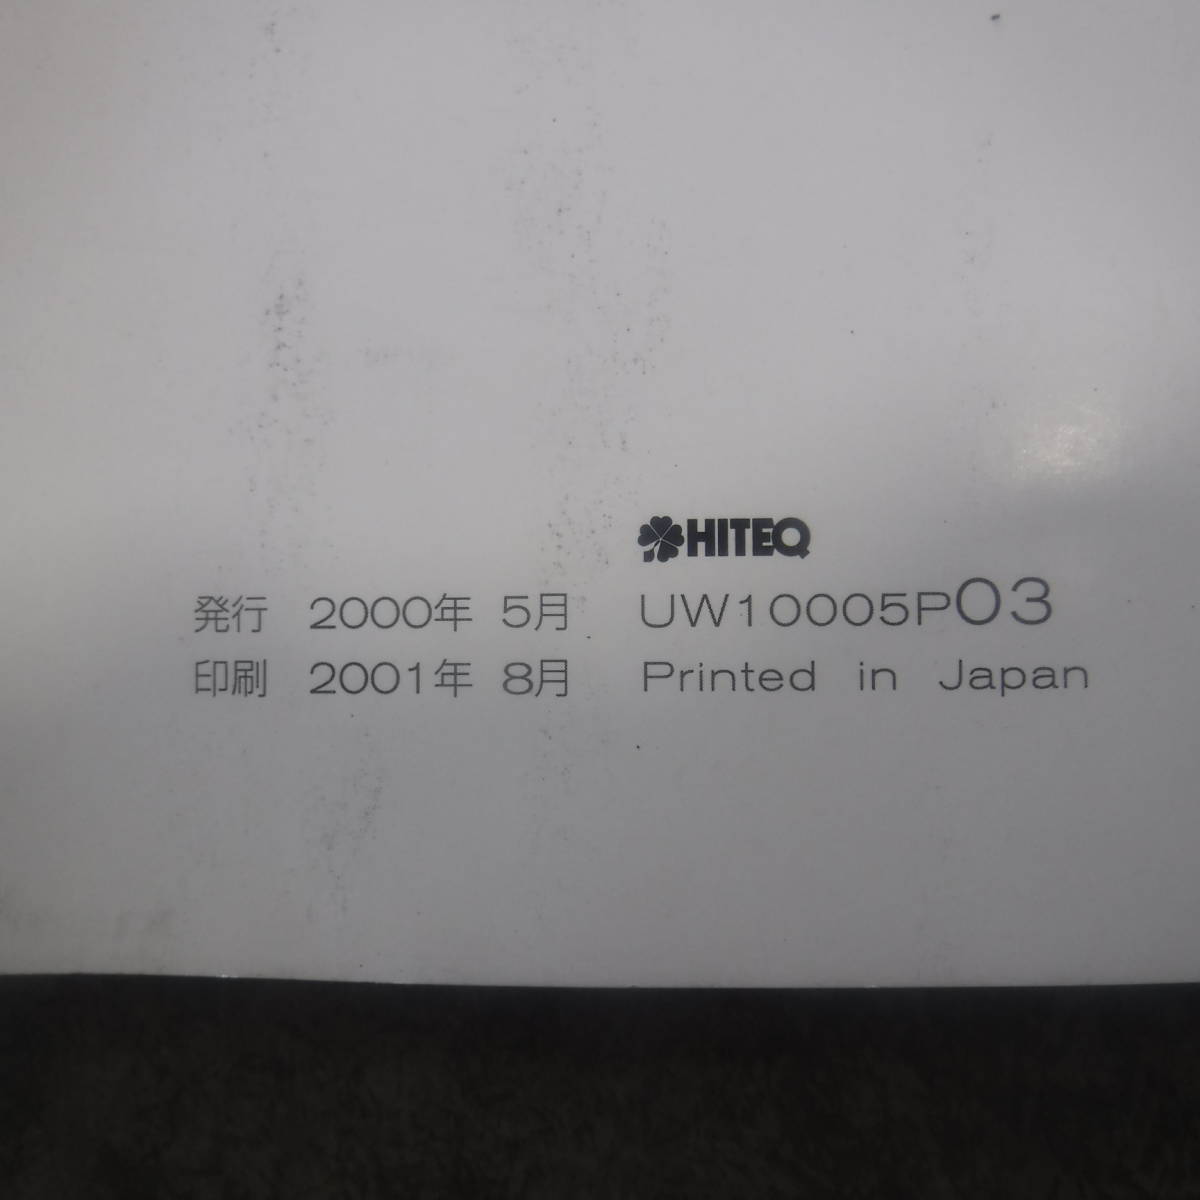 HITEQ
発行 2000年 5月 UW10005P03
印刷 2001年 8月 Printed in Japan